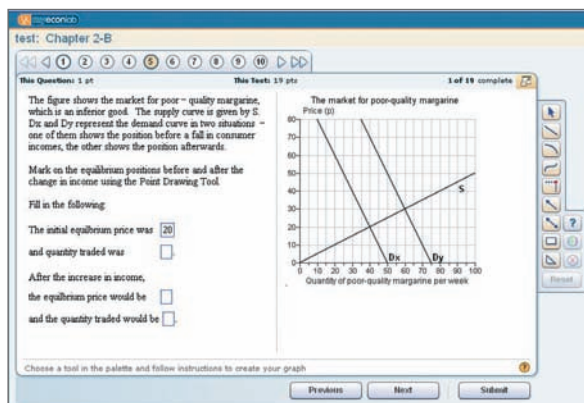 myeconlab
test: Chapter 2-B
1 2 3 4 5 6 7 8 9 10
This Question: 1 pt
This Test: 19 pts
1 of 19 complete
The figure shows the market for poor - quality margarine,
which is an inferior good. The supply curve is given by S.
Dx and Dy represent the demand curve in two situations -
one of them shows the position before a fall in consumer
incomes, the other shows the position afterwards.
Mark on the equilibrium positions before and after the
change in income using the Point Drawing Tool.
Fill in the following:
The initial equilbrium price was 20
and quantity traded was .
After the increase in income,
the equilbrium price would be
and the quantity traded would be .
The market for poor-quality margarine
Price (p)
80
70
60
50
40
30
20
10
0
S
Dx
Dy
0 10 20 30 40 50 60 70 80 90 100
Quantity of poor-quality margarine per week
?
Reset
Choose a tool in the palette and follow instructions to create your graph
?
Previous
Next
Submit